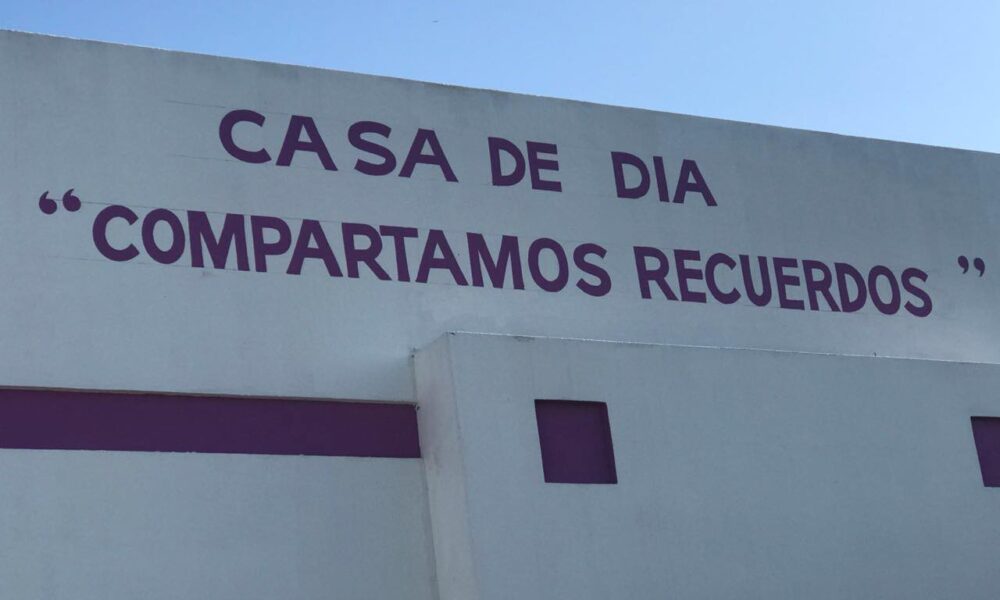 CASA DE DIA
“COMPARTAMOS RECUERDOS”